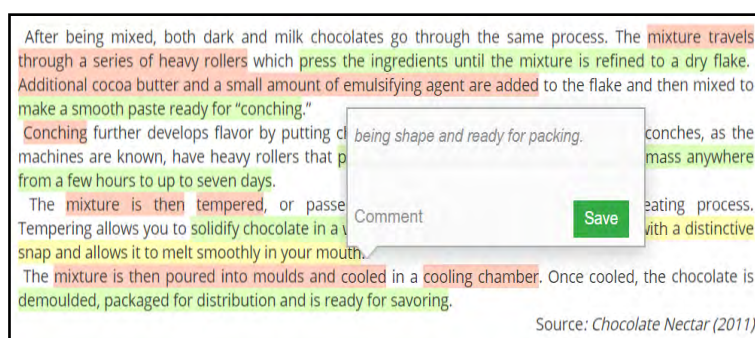 After being mixed, both dark and milk chocolates go through the same process. The mixture travels
through a series of heavy rollers which press the ingredients until the mixture is refined to a dry flake.
Additional cocoa butter and a small amount of emulsifying agent are added to the flake and then mixed to
make a smooth paste ready for “conching.”
Conching further develops flavor by putting conches, as the
being shape and ready for packing.
machines are known, have heavy rollers that mass anywhere
from a few hours to up to seven days.
The mixture is then tempered, or passe eating process.
Comment Save
Tempering allows you to solidify chocolate in a with a distinctive
snap and allows it to melt smoothly in your mouth.
The mixture is then poured into moulds and cooled in a cooling chamber. Once cooled, the chocolate is
demoulded, packaged for distribution and is ready for savoring.
Source: Chocolate Nectar (2011)